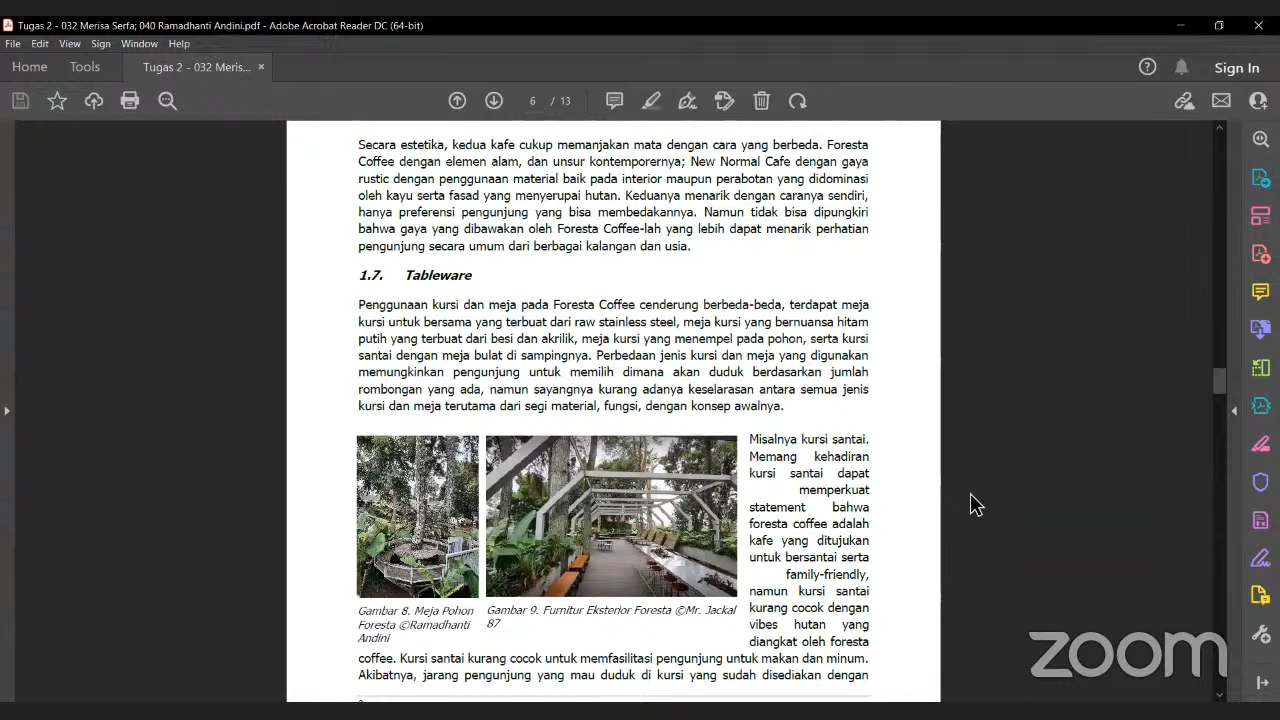 Tugas 2 - 032 Merisa Serfa; 040 Ramadhanti Andini.pdf - Adobe Acrobat Reader DC (64-bit)
File Edit View Sign Window Help
Home Tools Tugas 2 - 032 Meris... × Sign In
6 / 13
Secara estetika, kedua kafe cukup memanjakan mata dengan cara yang berbeda. Foresta
Coffee dengan elemen alam, dan unsur kontemporernya; New Normal Cafe dengan gaya
rustic dengan penggunaan material baik pada interior maupun perabotan yang didominasi
oleh kayu serta fasad yang menyerupai hutan. Keduanya menarik dengan caranya sendiri,
hanya preferensi pengunjung yang bisa membedakannya. Namun tidak bisa dipungkiri
bahwa gaya yang dibawakan oleh Foresta Coffee-lah yang lebih dapat menarik perhatian
pengunjung secara umum dari berbagai kalangan dan usia.
1.7. Tableware
Penggunaan kursi dan meja pada Foresta Coffee cenderung berbeda-beda, terdapat meja
kursi untuk bersama yang terbuat dari raw stainless steel, meja kursi yang bernuansa hitam
putih yang terbuat dari besi dan akrilik, meja kursi yang menempel pada pohon, serta kursi
santai dengan meja bulat di sampingnya. Perbedaan jenis kursi dan meja yang digunakan
memungkinkan pengunjung untuk memilih dimana akan duduk berdasarkan jumlah
rombongan yang ada, namun sayangnya kurang adanya keselarasan antara semua jenis
kursi dan meja terutama dari segi material, fungsi, dengan konsep awalnya.
Misalnya kursi santai.
Memang kehadiran
kursi santai dapat
memperkuat
statement bahwa
foresta coffee adalah
kafe yang ditujukan
untuk bersantai serta
family-friendly,
namun kursi santai
kurang cocok dengan
vibes hutan yang
diangkat oleh foresta
Gambar 8. Meja Pohon
Foresta ©Ramadhanti
Andini
Gambar 9. Furnitur Eksterior Foresta ©Mr. Jackal
87
coffee. Kursi santai kurang cocok untuk memfasilitasi pengunjung untuk makan dan minum.
Akibatnya, jarang pengunjung yang mau duduk di kursi yang sudah disediakan dengan
zoom